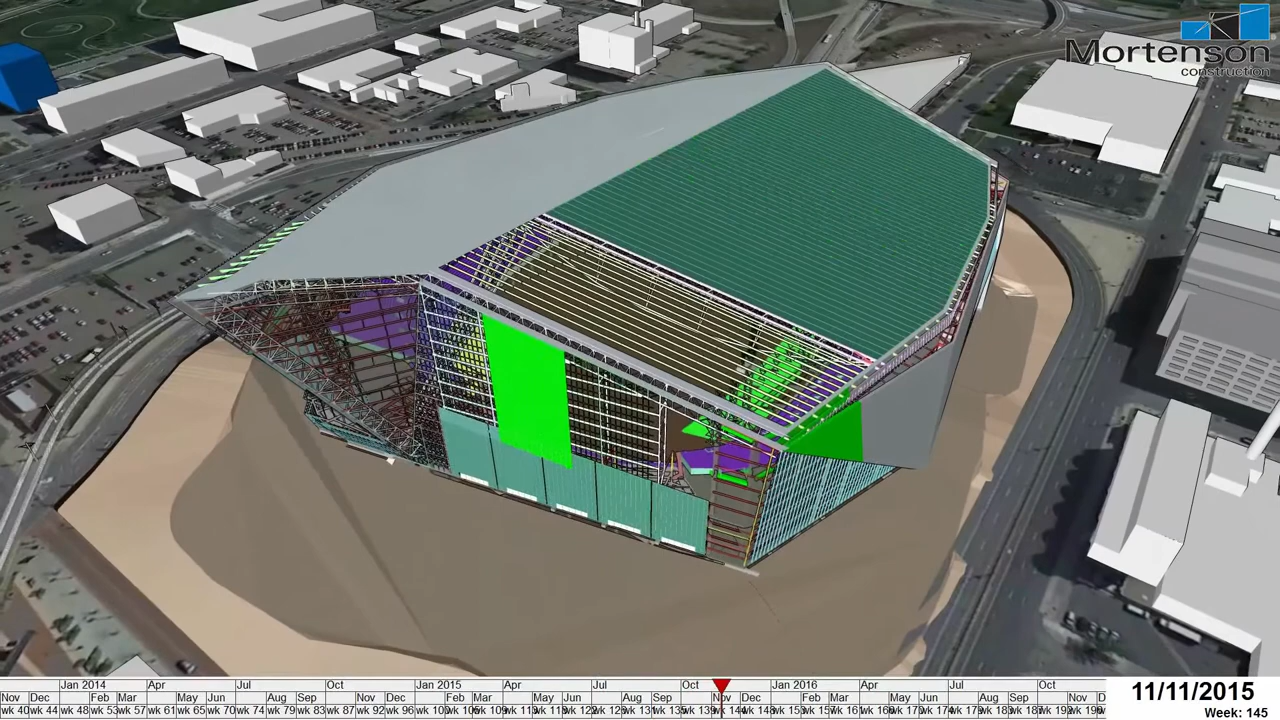 Mortenson
construction
Jan 2014 Apr Jul Oct Jan 2015 Apr Jul Oct Jan 2016 Apr Jul Oct
Nov Dec Feb Mar May Jun Aug Sep Nov Dec Feb Mar May Jun Aug Sep Nov Dec Feb Mar May Jun Aug Sep Nov D
wk 40 wk 44 wk 48 wk 53 wk 57 wk 61 wk 65 wk 70 wk 74 wk 79 wk 83 wk 87 wk 92 wk 96
11/11/2015
Week: 145